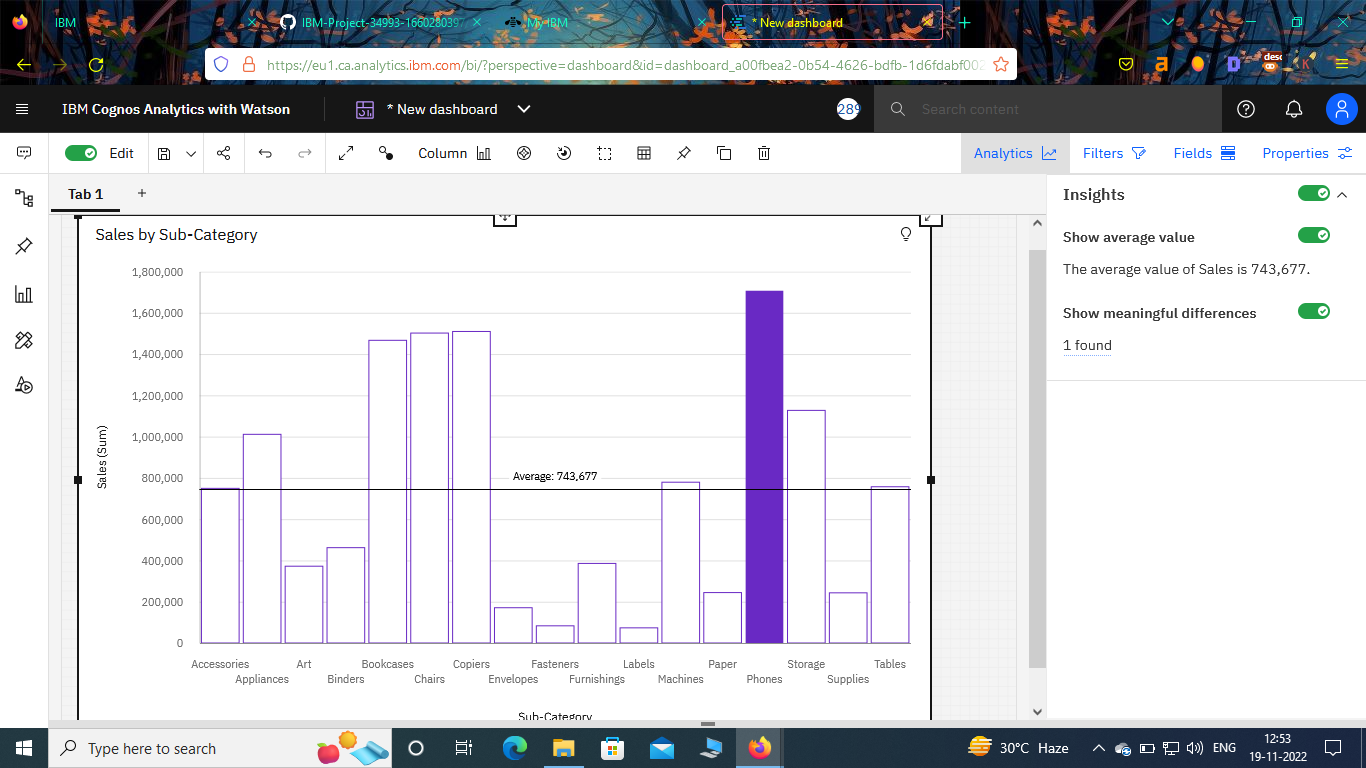 IBM
IBM-Project-34993-1660280397
My IBM
* New dashboard
https://eu1.ca.analytics.ibm.com/bi/?perspective=dashboard&id=dashboard_a00fbea2-0b54-4626-bdfb-1d6fdabf002
desc
IBM Cognos Analytics with Watson
* New dashboard
289
Search content
Edit
Column
Analytics
Filters
Fields
Properties
Tab 1
Insights
Show average value
The average value of Sales is 743,677.
Show meaningful differences
1 found
Sales by Sub-Category
1,800,000
1,600,000
1,400,000
1,200,000
1,000,000
800,000
600,000
400,000
200,000
0
Sales (Sum)
Average: 743,677
Accessories Art Bookcases Copiers Fasteners Labels Paper Storage Tables
Appliances Binders Chairs Envelopes Furnishings Machines Phones Supplies
Sub-Category
Type here to search
30°C Haze
ENG
12:53
19-11-2022